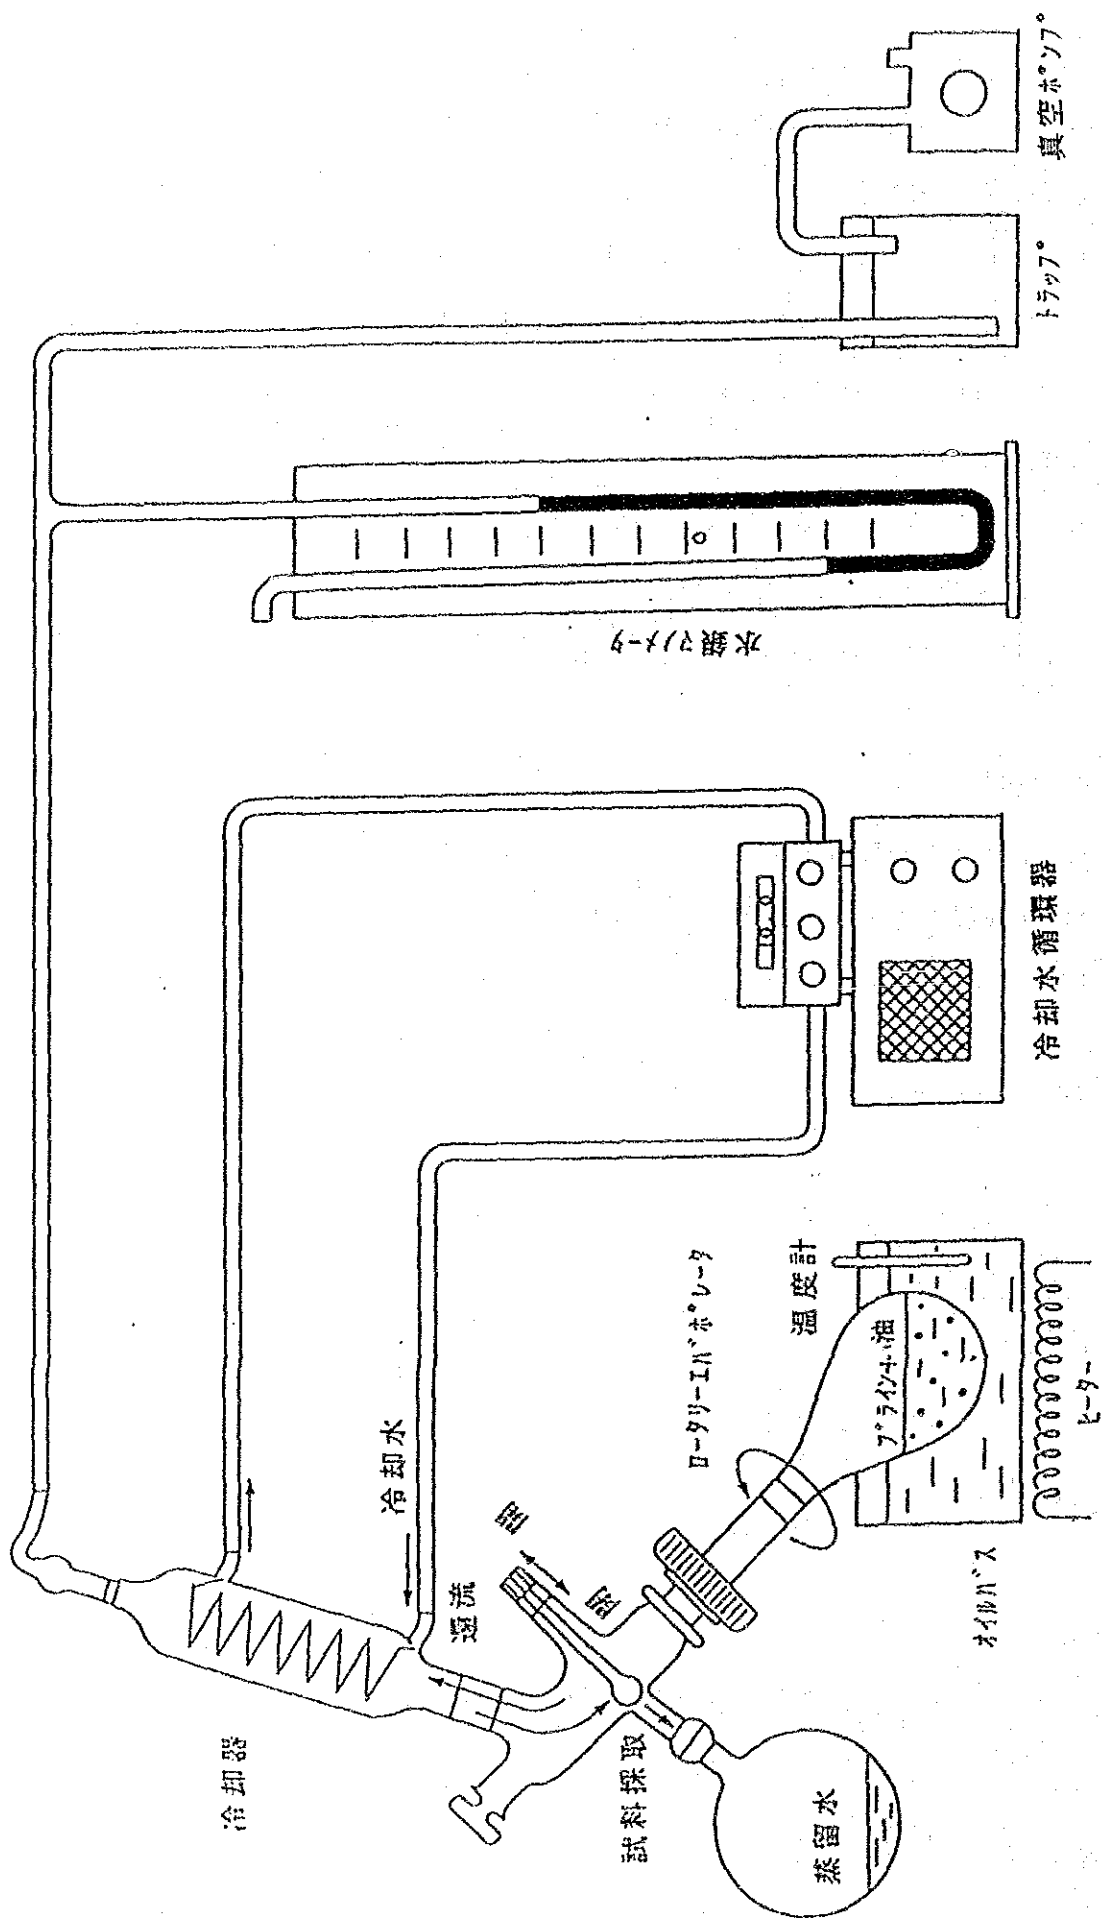 冷却器
還流
冷却水
開
閉
試料採取
蒸留水
ロータリーエバポレータ
温度計
ブライン+い油
オイルバス
ヒーター
冷却水循環器
水銀マノメータ
トラップ
真空ポンプ